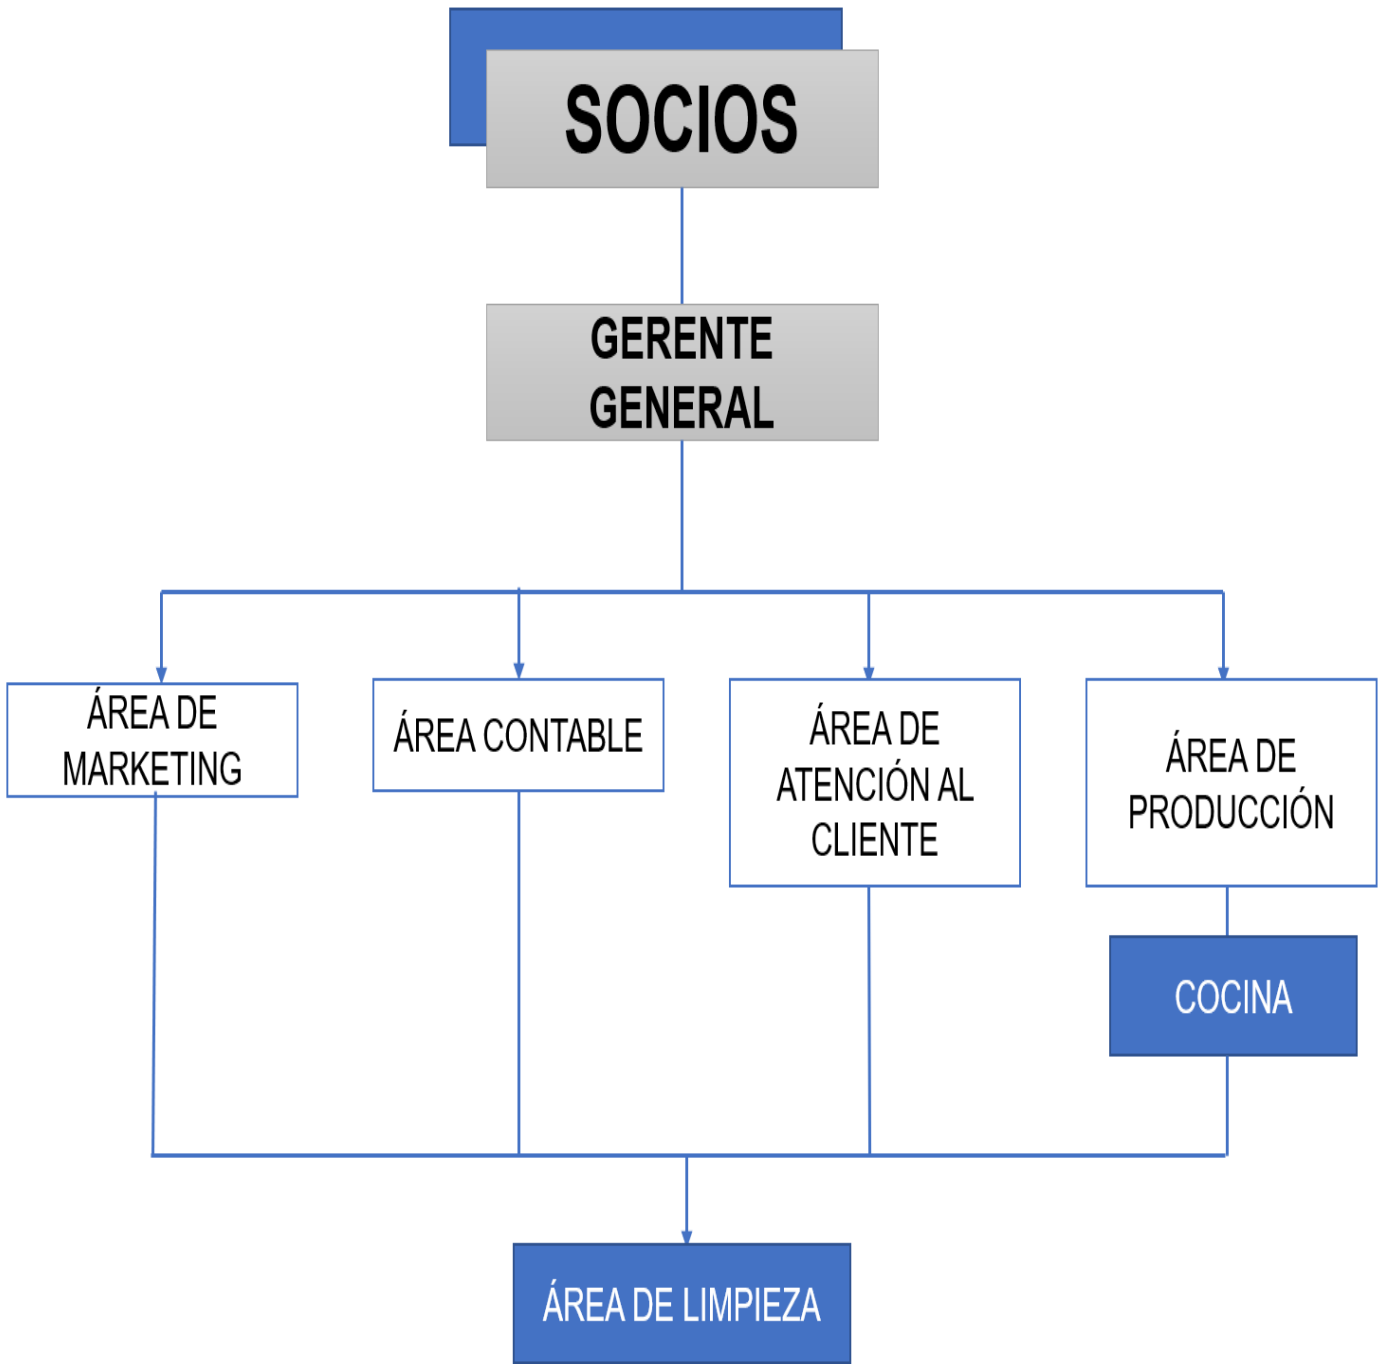 SOCIOS
GERENTE
GENERAL
ÁREA DE
MARKETING
ÁREA CONTABLE
ÁREA DE
ATENCIÓN AL
CLIENTE
ÁREA DE
PRODUCCIÓN
COCINA
ÁREA DE LIMPIEZA